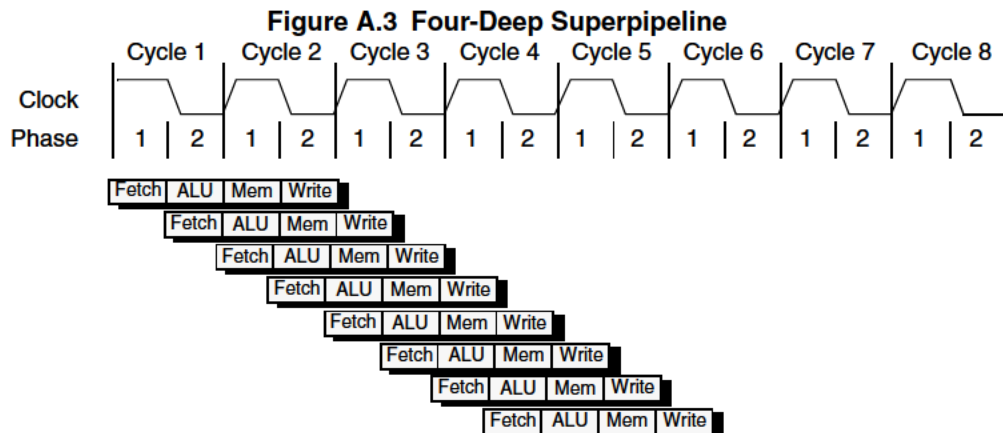 Figure A.3 Four-Deep Superpipeline
Cycle 1 Cycle 2 Cycle 3 Cycle 4 Cycle 5 Cycle 6 Cycle 7 Cycle 8
Clock
Phase 1 2 1 2 1 2 1 2 1 2 1 2 1 2 1 2
Fetch ALU Mem Write
Fetch ALU Mem Write
Fetch ALU Mem Write
Fetch ALU Mem Write
Fetch ALU Mem Write
Fetch ALU Mem Write
Fetch ALU Mem Write
Fetch ALU Mem Write